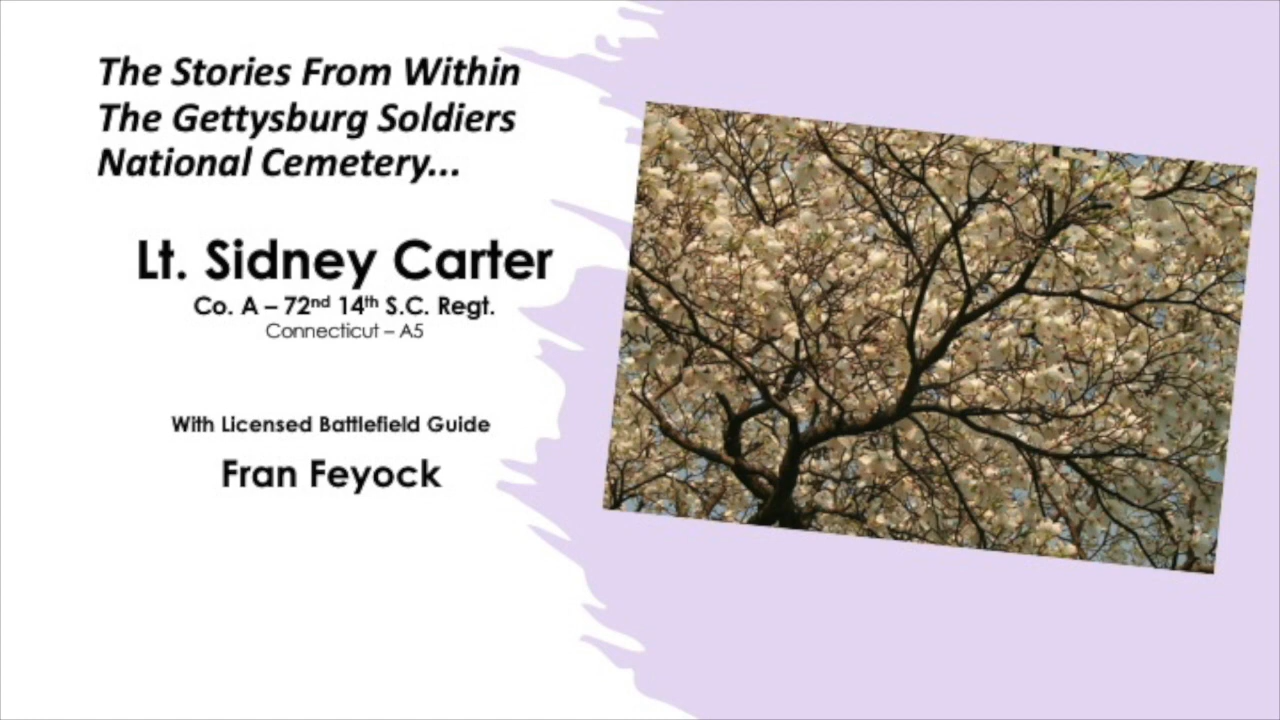 The Stories From Within
The Gettysburg Soldiers
National Cemetery...
Lt. Sidney Carter
Co. A – 72nd 14th S.C. Regt.
Connecticut – A5
With Licensed Battlefield Guide
Fran Feyock